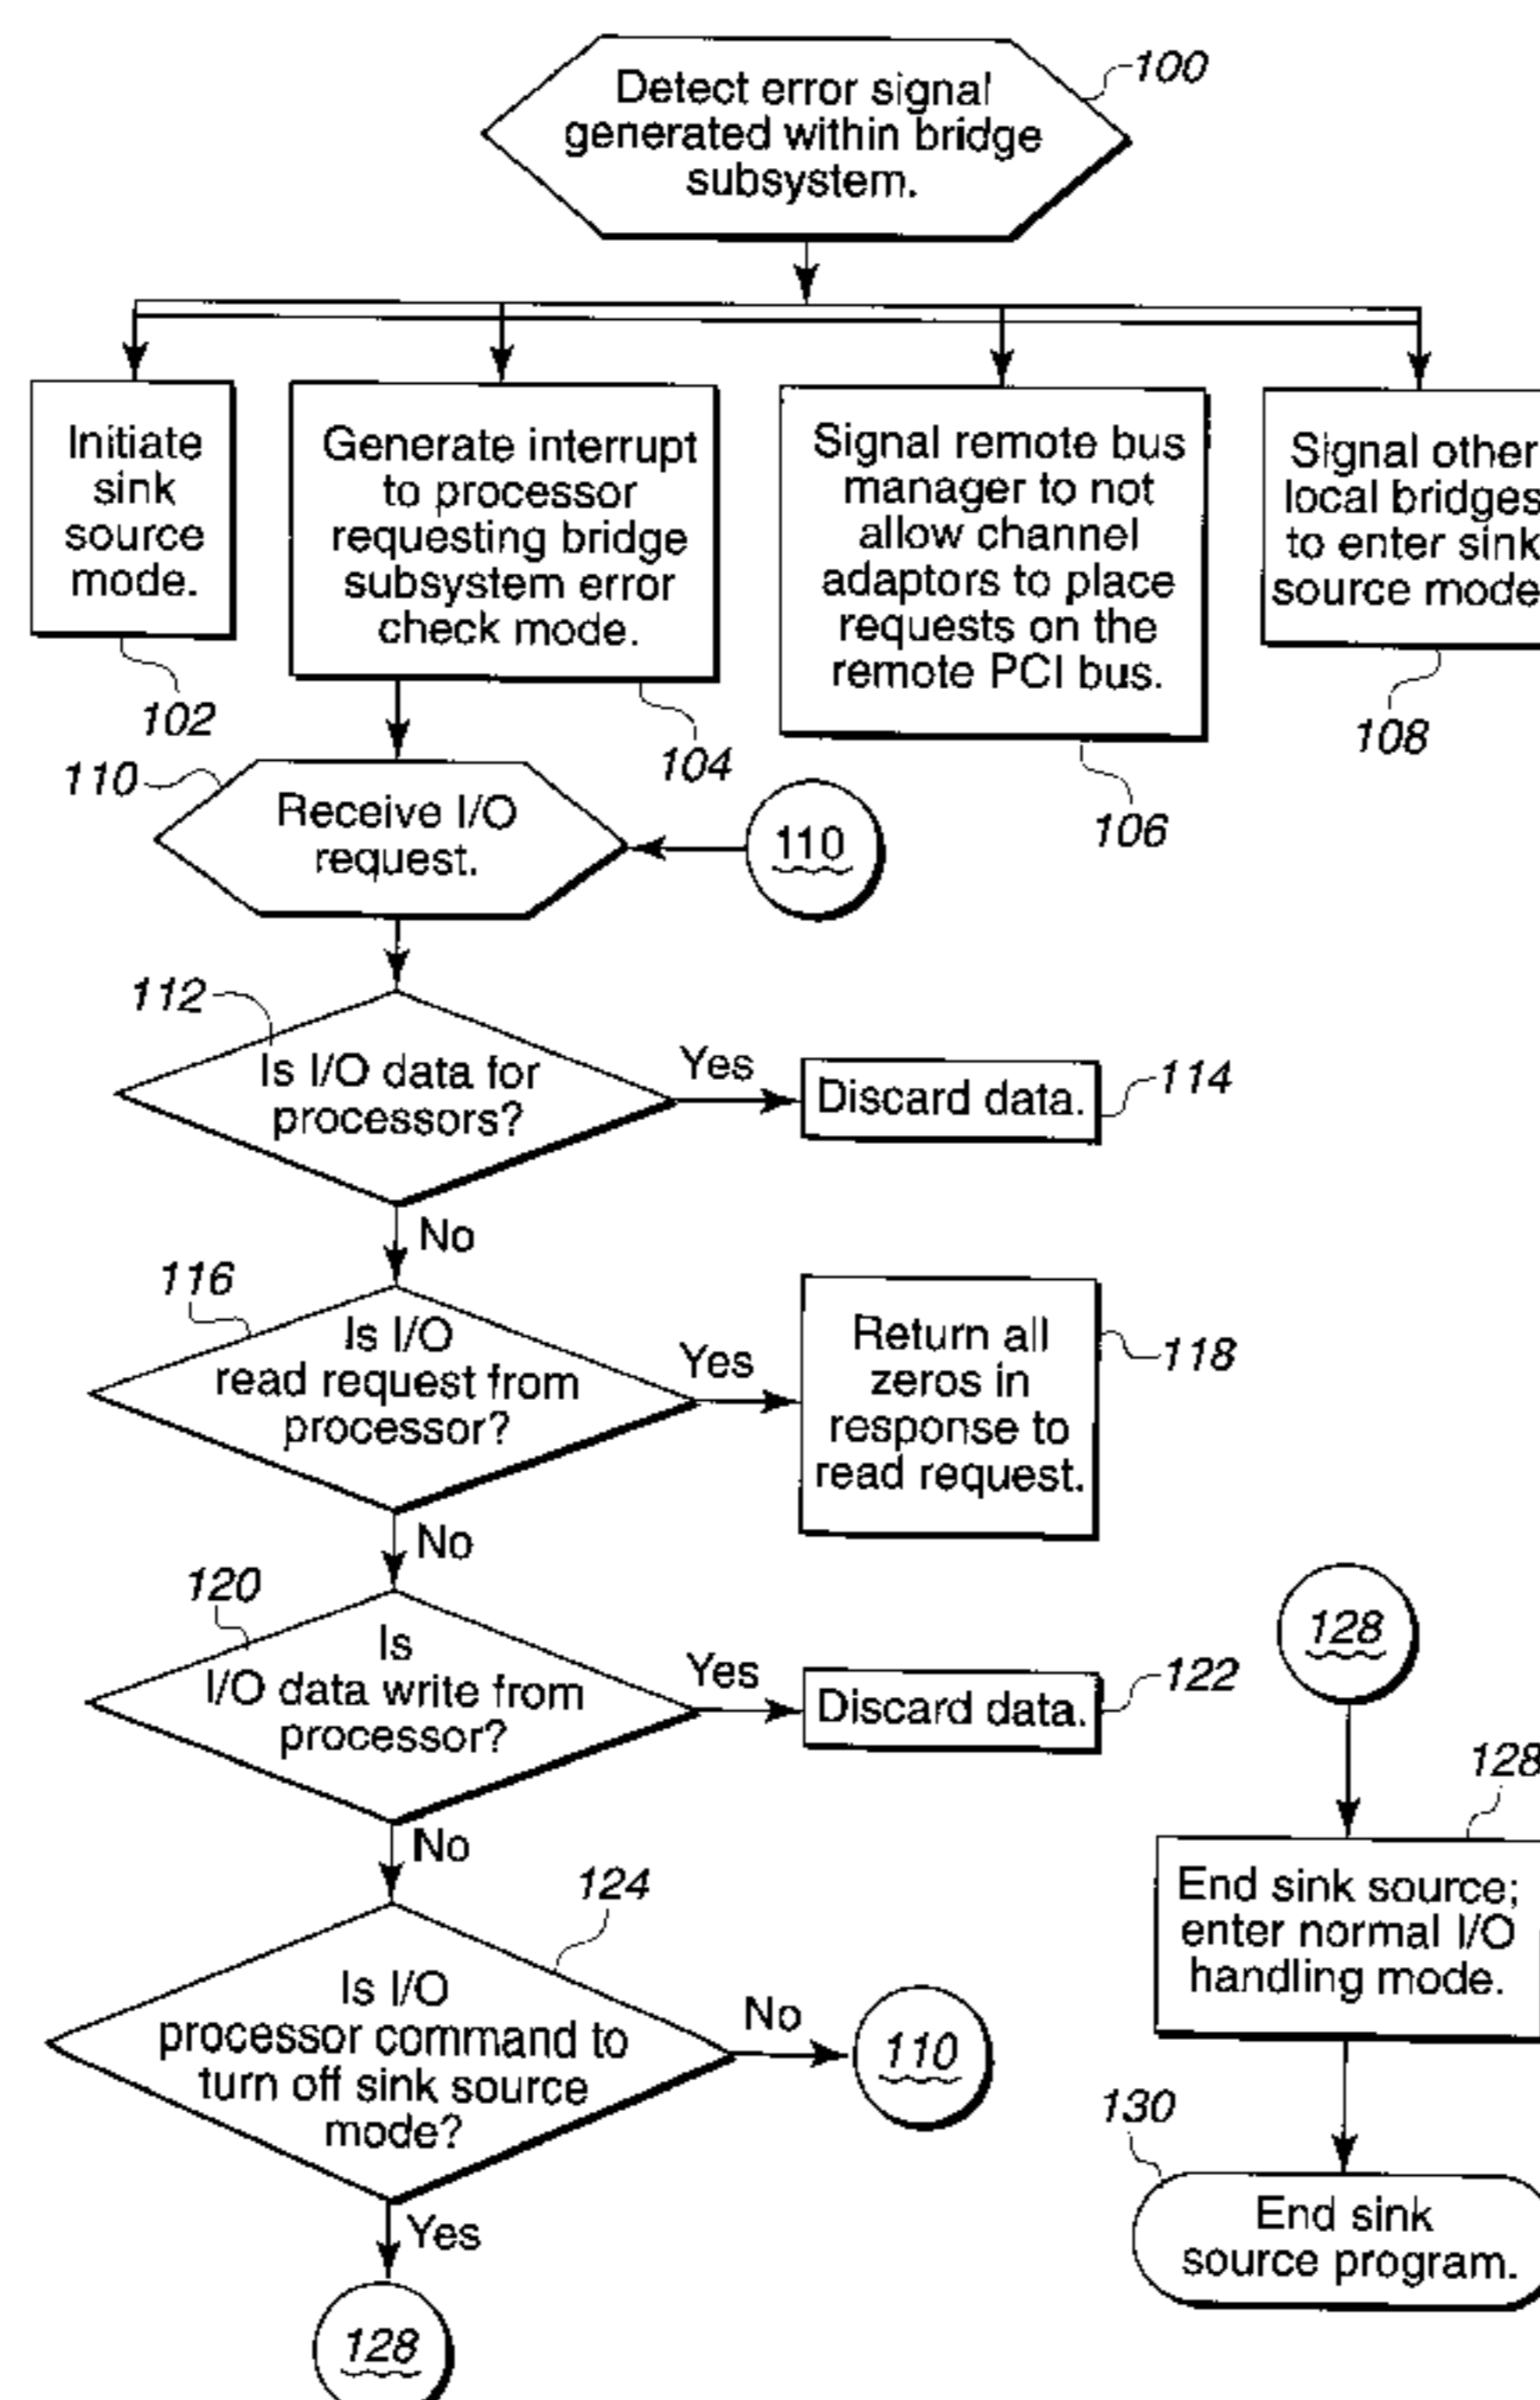 Detect error signal
generated within bridge
subsystem.
100
Initiate
sink
source
mode.
102
Generate interrupt
to processor
requesting bridge
subsystem error
check mode.
104
Signal remote bus
manager to not
allow channel
adaptors to place
requests on the
remote PCI bus.
106
Signal other
local bridges
to enter sink
source mode
108
110
Receive I/O
request.
110
112
Is I/O data for
processors?
Yes
Discard data.
114
No
116
Is I/O
read request from
processor?
Yes
Return all
zeros in
response to
read request.
118
No
120
Is
I/O data write from
processor?
Yes
Discard data.
122
No
124
Is I/O
processor command to
turn off sink source
mode?
No
110
Yes
128
128
128
End sink source;
enter normal I/O
handling mode.
130
End sink
source program.